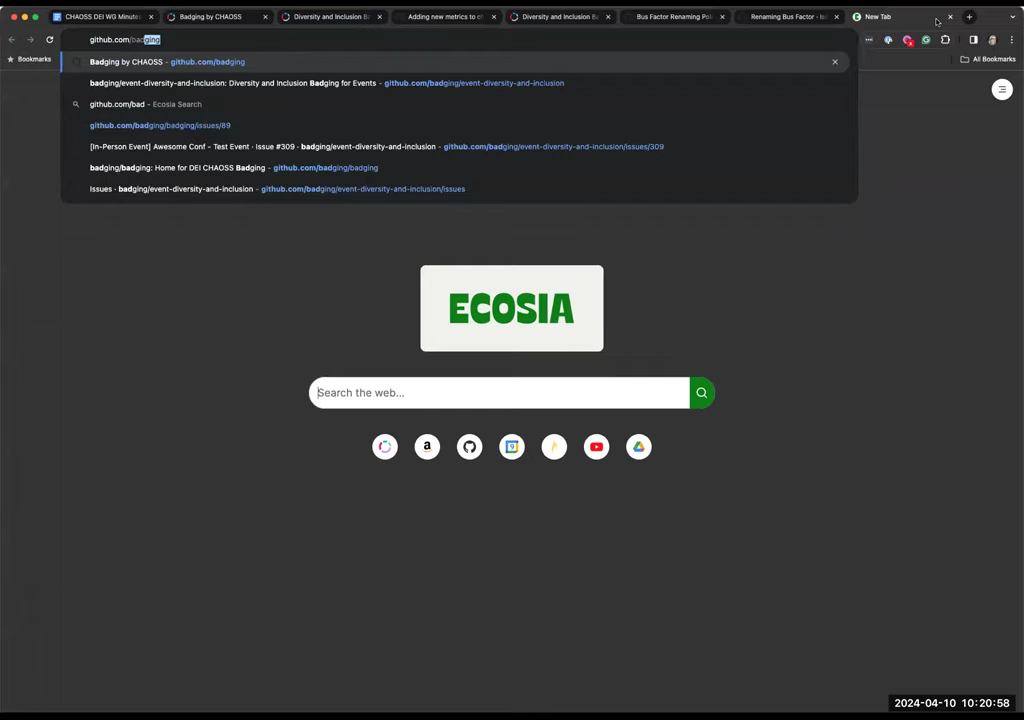 CHAOSS DEI WG Minutes
Badging by CHAOSS
Diversity and Inclusion Ba
Adding new metrics to ch
Diversity and Inclusion Ba
Bus Factor Renaming Pol
Renaming Bus Factor - Iss
New Tab
github.com/badging
Bookmarks
All Bookmarks
Badging by CHAOSS - github.com/badging
badging/event-diversity-and-inclusion: Diversity and Inclusion Badging for Events - github.com/badging/event-diversity-and-inclusion
github.com/bad - Ecosia Search
github.com/badging/badging/issues/89
[In-Person Event] Awesome Conf - Test Event · Issue #309 · badging/event-diversity-and-inclusion - github.com/badging/event-diversity-and-inclusion/issues/309
badging/badging: Home for DEI CHAOSS Badging - github.com/badging/badging
Issues · badging/event-diversity-and-inclusion - github.com/badging/event-diversity-and-inclusion/issues
ECOSIA
Search the web...
2024-04-10 10:20:58